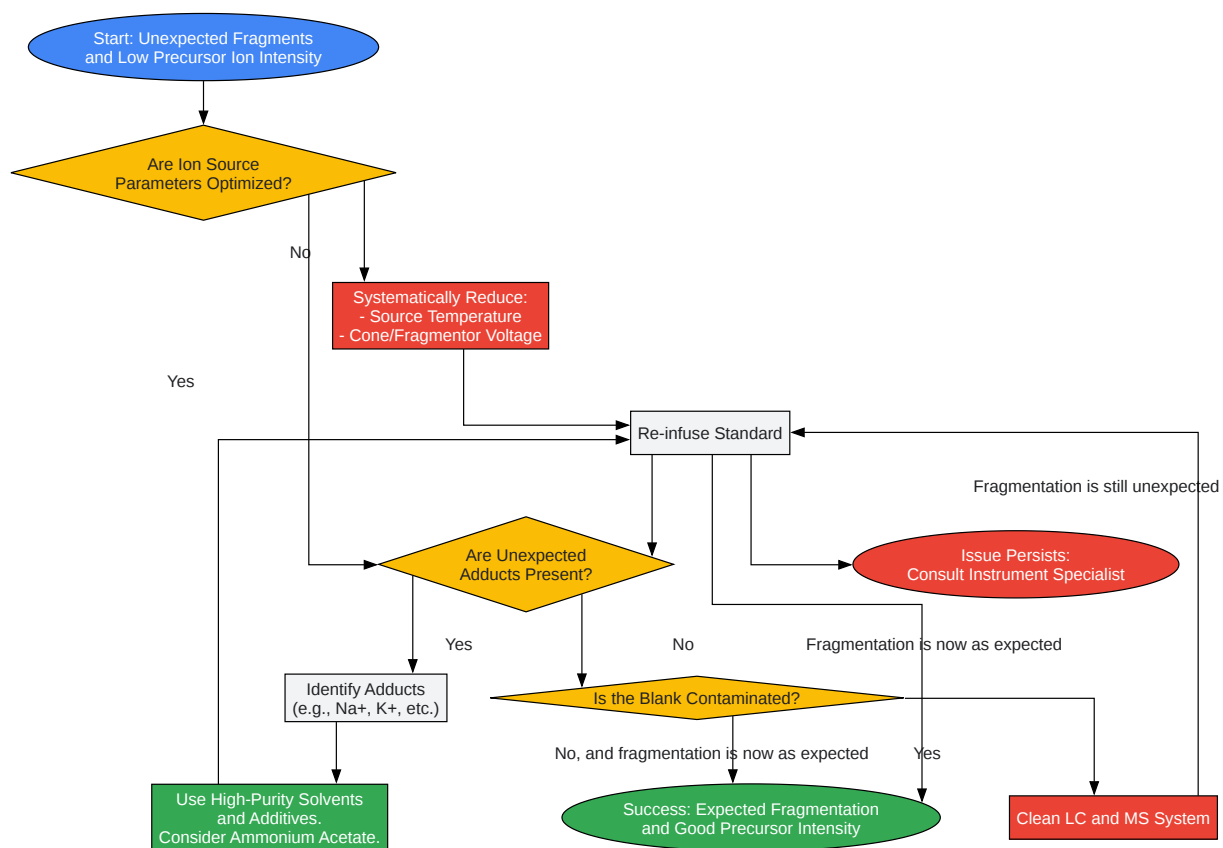 Start: Unexpected Fragments
and Low Precursor Ion Intensity
Are Ion Source
Parameters Optimized?
No
Systematically Reduce:
- Source Temperature
- Cone/Fragmentor Voltage
Yes
Re-infuse Standard
Fragmentation is still unexpected
Are Unexpected
Adducts Present?
Issue Persists:
Consult Instrument Specialist
Yes
No
Fragmentation is now as expected
Identify Adducts
(e.g., Na+, K+, etc.)
Is the Blank Contaminated?
No, and fragmentation is now as expected
Yes
Use High-Purity Solvents
and Additives.
Consider Ammonium Acetate.
Success: Expected Fragmentation
and Good Precursor Intensity
Clean LC and MS System